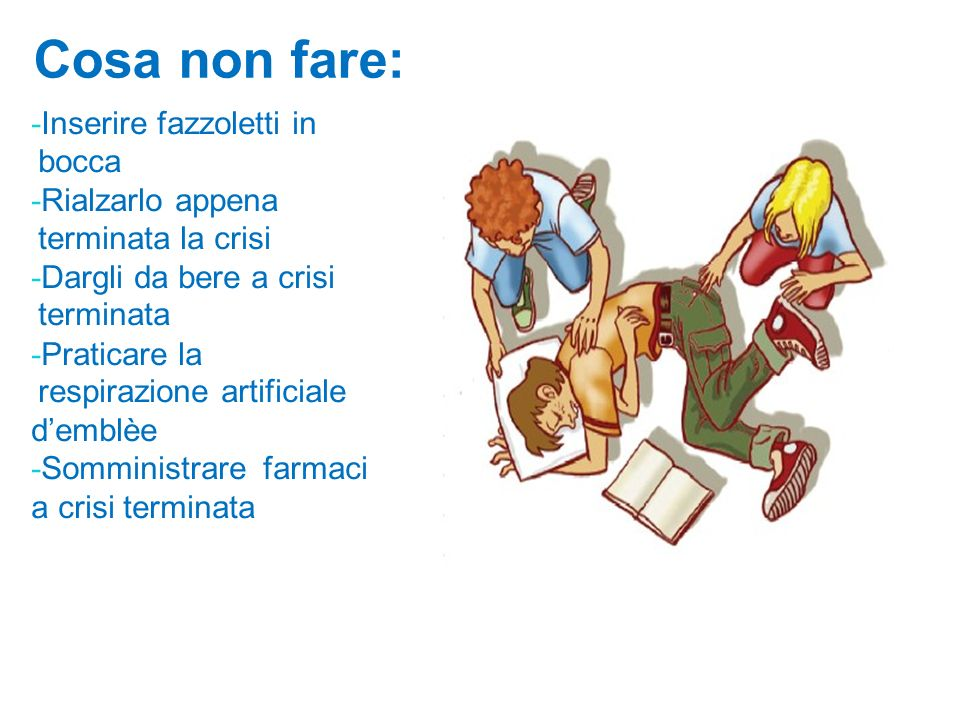 Cosa non fare:
-Inserire fazzoletti in
bocca
-Rialzarlo appena
terminata la crisi
-Dargli da bere a crisi
terminata
-Praticare la
respirazione artificiale
d’emblèe
-Somministrare farmaci
a crisi terminata